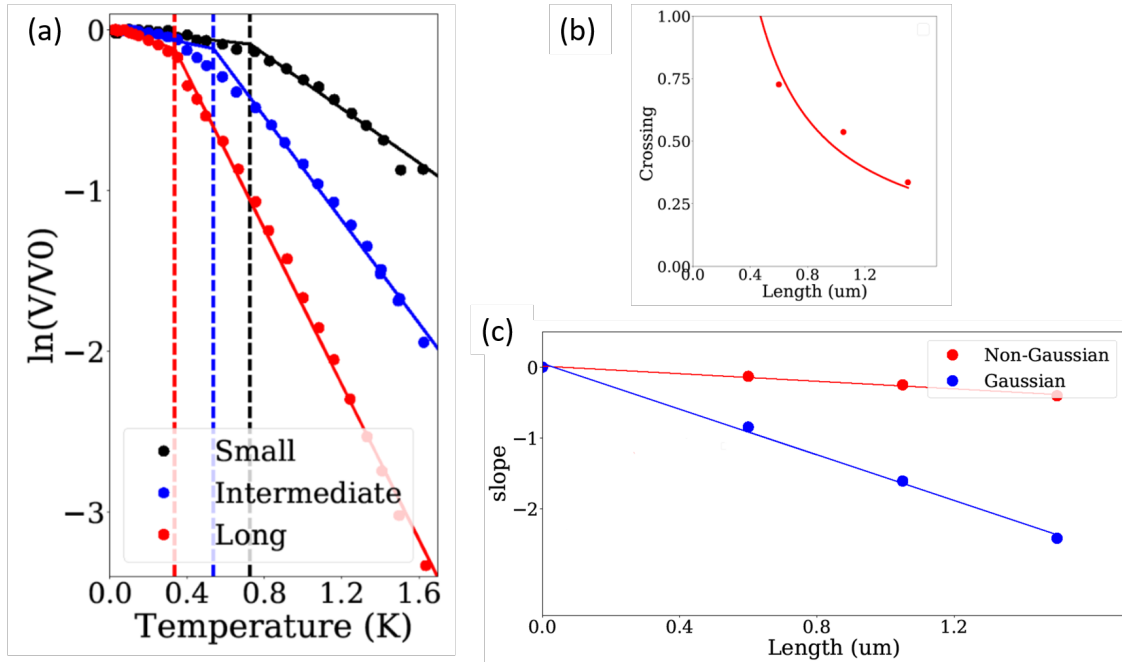 (a)
ln(V/V0)
0
−1
−2
−3
Small
Intermediate
Long
0.0 0.4 0.8 1.2 1.6
Temperature (K)
(b)
Crossing
1.00
0.75
0.50
0.25
0.00
0.0 0.4 0.8 1.2
Length (um)
(c)
slope
0
−1
−2
Non-Gaussian
Gaussian
0.0 0.4 0.8 1.2
Length (um)